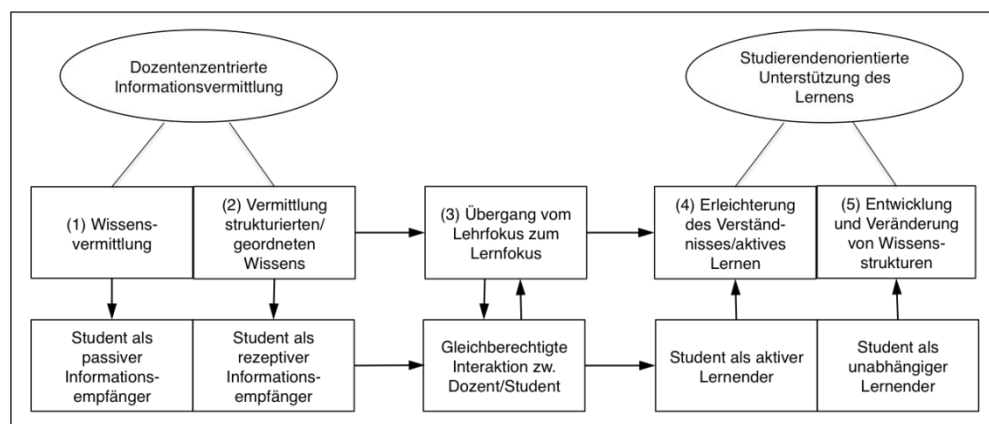 Dozentenzentrierte
Informationsvermittlung
Studierendenorientierte
Unterstützung des
Lernens
(1) Wissens-
vermittlung
(2) Vermittlung
strukturierten/
geordneten
Wissens
(3) Übergang vom
Lehrfokus zum
Lernfokus
(4) Erleichterung
des Verständ-
nisses/aktives
Lernen
(5) Entwicklung
und Veränderung
von Wissens-
strukturen
Student als
passiver
Informations-
empfänger
Student als
rezeptiver
Informations-
empfänger
Gleichberechtigte
Interaktion zw.
Dozent/Student
Student als aktiver
Lernender
Student als
unabhängiger
Lernender